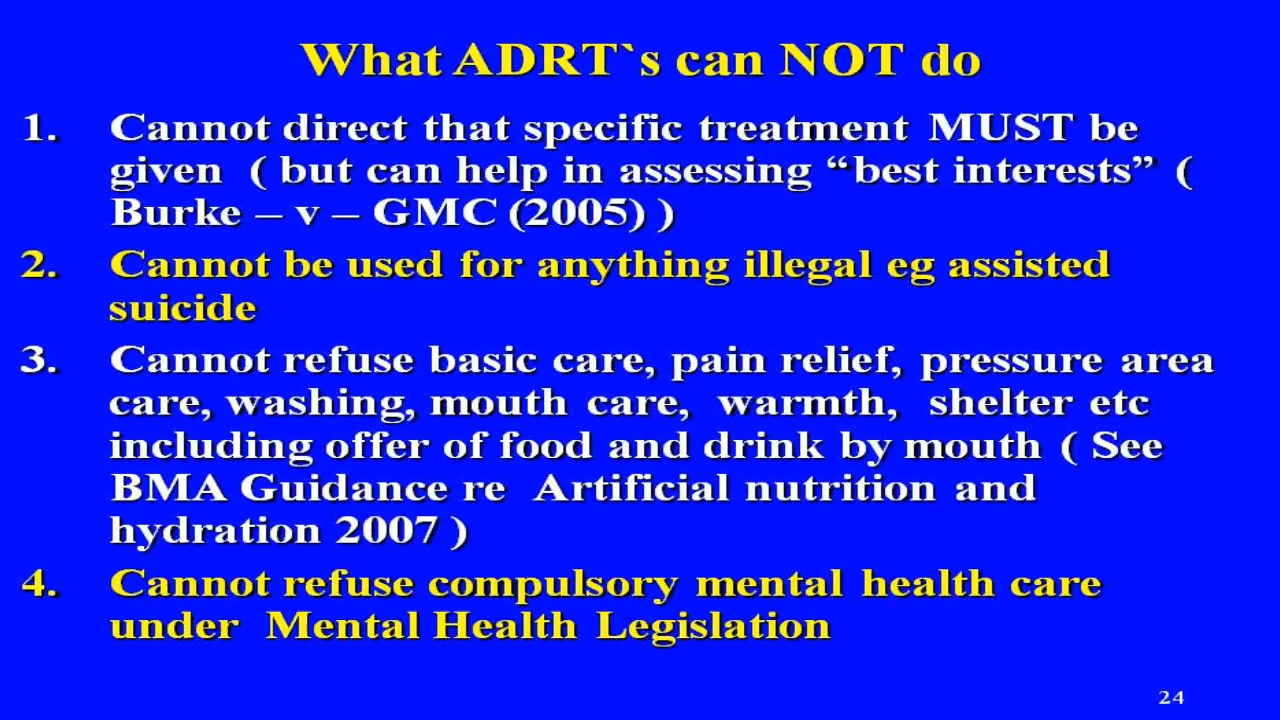 What ADRT`s can NOT do
1. Cannot direct that specific treatment MUST be
given ( but can help in assessing “best interests” (
Burke – v – GMC (2005) )
2. Cannot be used for anything illegal eg assisted
suicide
3. Cannot refuse basic care, pain relief, pressure area
care, washing, mouth care, warmth, shelter etc
including offer of food and drink by mouth ( See
BMA Guidance re Artificial nutrition and
hydration 2007 )
4. Cannot refuse compulsory mental health care
under Mental Health Legislation
24